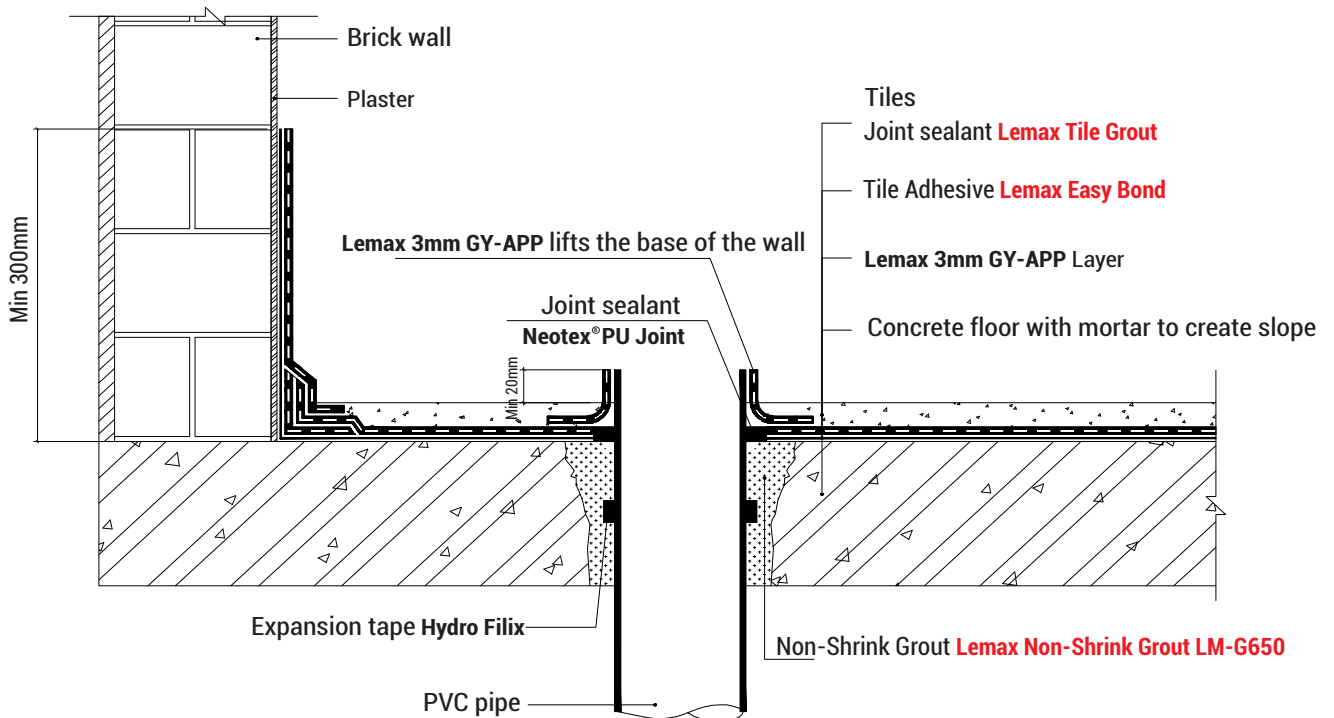 Brick wall
Plaster
Min 300mm
Lemax 3mm GY-APP lifts the base of the wall
Joint sealant
Neotex® PU Joint
Min 20mm
Tiles
Joint sealant Lemax Tile Grout
Tile Adhesive Lemax Easy Bond
Lemax 3mm GY-APP Layer
Concrete floor with mortar to create slope
Expansion tape Hydro Filix
Non-Shrink Grout Lemax Non-Shrink Grout LM-G650
PVC pipe